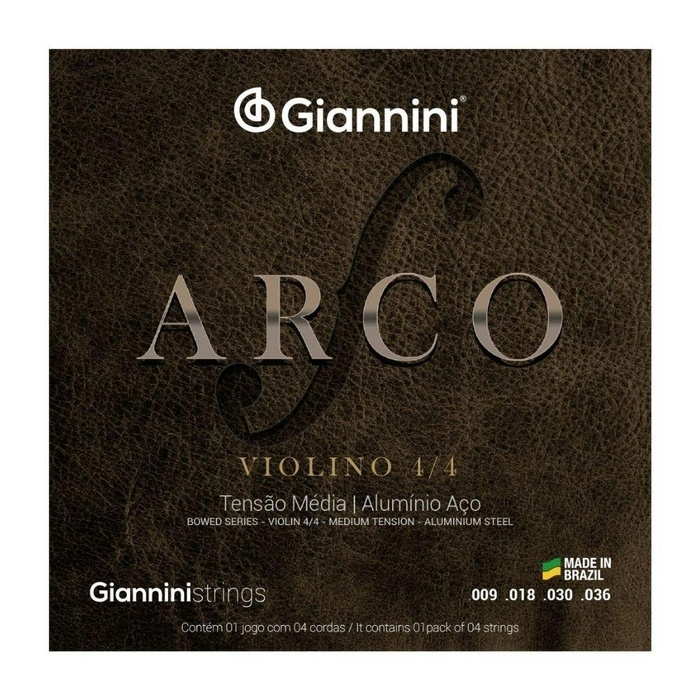 Giannini®
ARCO
VIOLINO 4/4
Tensão Média | Alumínio Aço
BOWED SERIES - VIOLIN 4/4 - MEDIUM TENSION - ALUMINIUM STEEL
MADE IN
BRAZIL
Gianninistrings
009 .018 .030 .036
Contém 01 jogo com 04 cordas / It contains 01pack of 04 strings